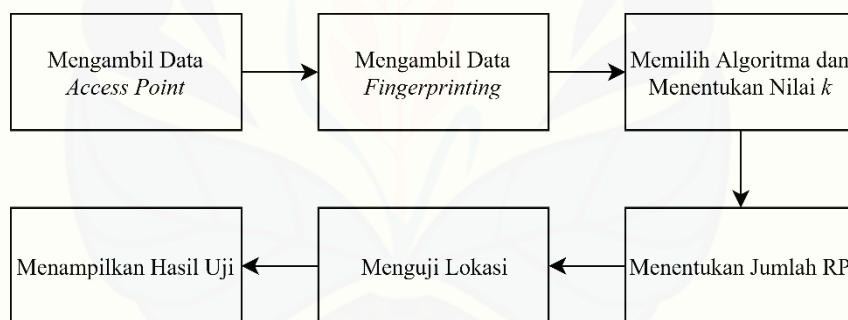 Mengambil Data
Access Point
Mengambil Data
Fingerprinting
Memilih Algoritma dan
Menentukan Nilai k
Menentukan Jumlah RP
Menguji Lokasi
Menampilkan Hasil Uji